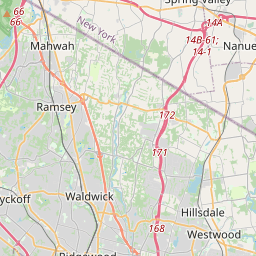 Spring Valley
14A
66
66
New York
Mahwah
14B-61;
14-1
Nanue
Ramsey
172
171
Waldwick
yckoff
Hillsdale
168
Westwood
Ridgewood